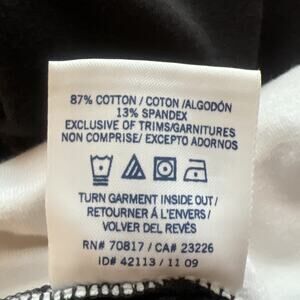 87% COTTON / COTON /ALGODÓN
13% SPANDEX
EXCLUSIVE OF TRIMS/GARNITURES
NON COMPRISE/ EXCEPTO ADORNOS
TURN GARMENT INSIDE OUT /
RETOURNER À L'ENVERS /
VOLVER DEL REVÉS
RN# 70817 / CA# 23226
ID# 42113 / 11 09